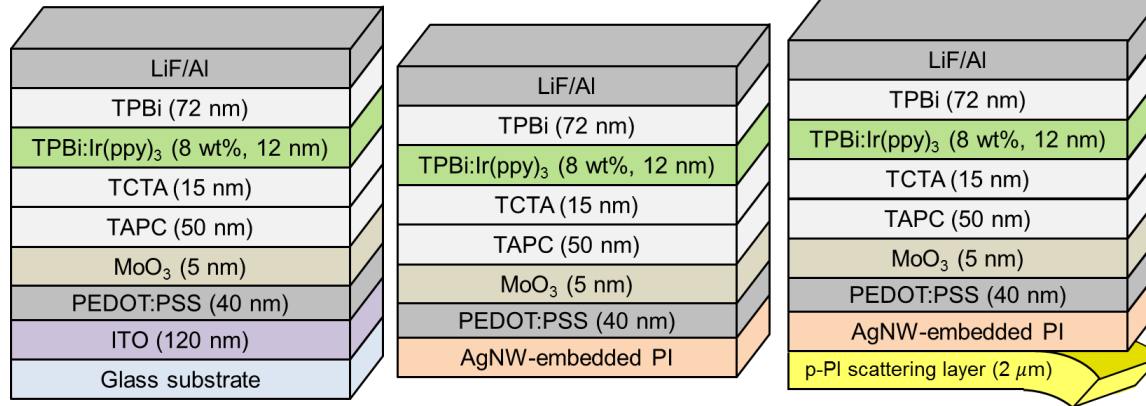 LiF/Al
TPBi (72 nm)
TPBi:Ir(ppy)₃ (8 wt%, 12 nm)
TCTA (15 nm)
TAPC (50 nm)
MoO₃ (5 nm)
PEDOT:PSS (40 nm)
ITO (120 nm)
Glass substrate
LiF/Al
TPBi (72 nm)
TPBi:Ir(ppy)₃ (8 wt%, 12 nm)
TCTA (15 nm)
TAPC (50 nm)
MoO₃ (5 nm)
PEDOT:PSS (40 nm)
AgNW-embedded PI
LiF/Al
TPBi (72 nm)
TPBi:Ir(ppy)₃ (8 wt%, 12 nm)
TCTA (15 nm)
TAPC (50 nm)
MoO₃ (5 nm)
PEDOT:PSS (40 nm)
AgNW-embedded PI
p-PI scattering layer (2 μm)